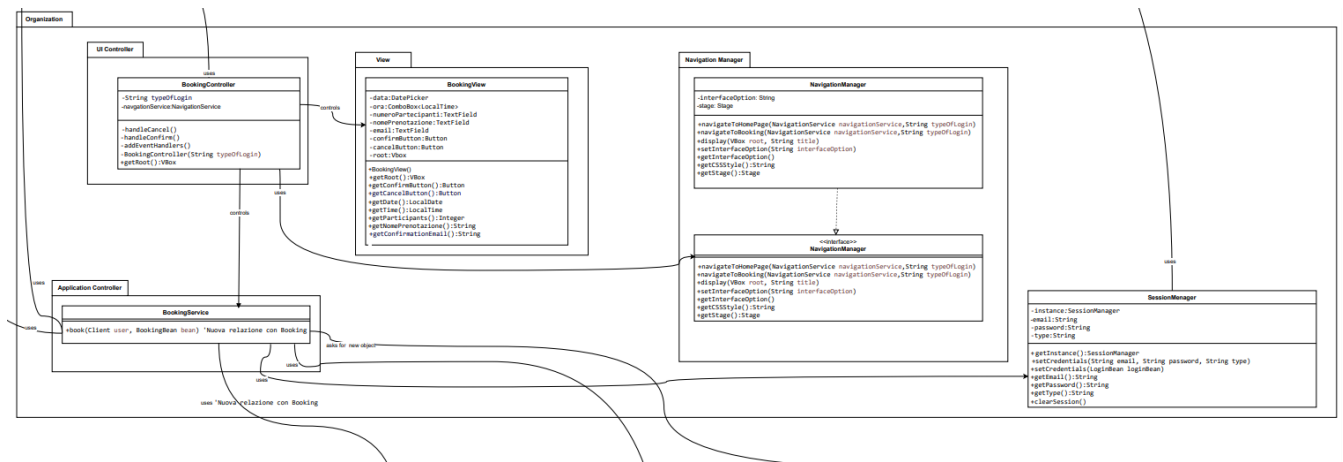 Organization
UI Controller
uses
BookingController
-String typeOfLogin
-navgationService:NavigationService
-handleCancel()
-handleConfirm()
-addEventHandlers()
-BookingController(String typeOfLogin)
+getRoot():VBox
controls
View
BookingView
-data:DatePicker
-ora:ComboBox<LocalTime>
-numeroPartecipanti:TextField
-nomePrenotazione:TextField
-email:TextField
-confirmButton:Button
-cancelButton:Button
-root:Vbox
+BookingView()
+getRoot():VBox
+getConfirmButton():Button
+getCancelButton():Button
+getDate():LocalDate
+getTime():LocalTime
+getParticipants():Integer
+getNomePrenotazione():String
+getConfirmationEmail():String
Navigation Manager
NavigationManager
-interfaceOption: String
-stage: Stage
+navigateToHomePage(NavigationService navigationService,String typeOfLogin)
+navigateToBooking(NavigationService navigationService,String typeOfLogin)
+display(VBox root, String title)
+setInterfaceOption(String interfaceOption)
+getInterfaceOption()
+getCSSStyle():String
+getStage():Stage
<<interface>>
NavigationManager
+navigateToHomePage(NavigationService navigationService,String typeOfLogin)
+navigateToBooking(NavigationService navigationService,String typeOfLogin)
+display(VBox root, String title)
+setInterfaceOption(String interfaceOption)
+getInterfaceOption()
+getCSSStyle():String
+getStage():Stage
uses
controls
uses
uses
Application Controller
BookingService
+book(Client user, BookingBean bean) 'Nuova relazione con Booking
uses
asks for new object
uses
uses
uses 'Nuova relazione con Booking
uses
SessionMenager
-instance:SessionManager
-email:String
-password:String
-type:String
+getInstance():SessionManager
+setCredentials(String email, String password, String type)
+setCredentials(LoginBean loginBean)
+getEmail():String
+getPassword():String
+getType():String
+clearSession()